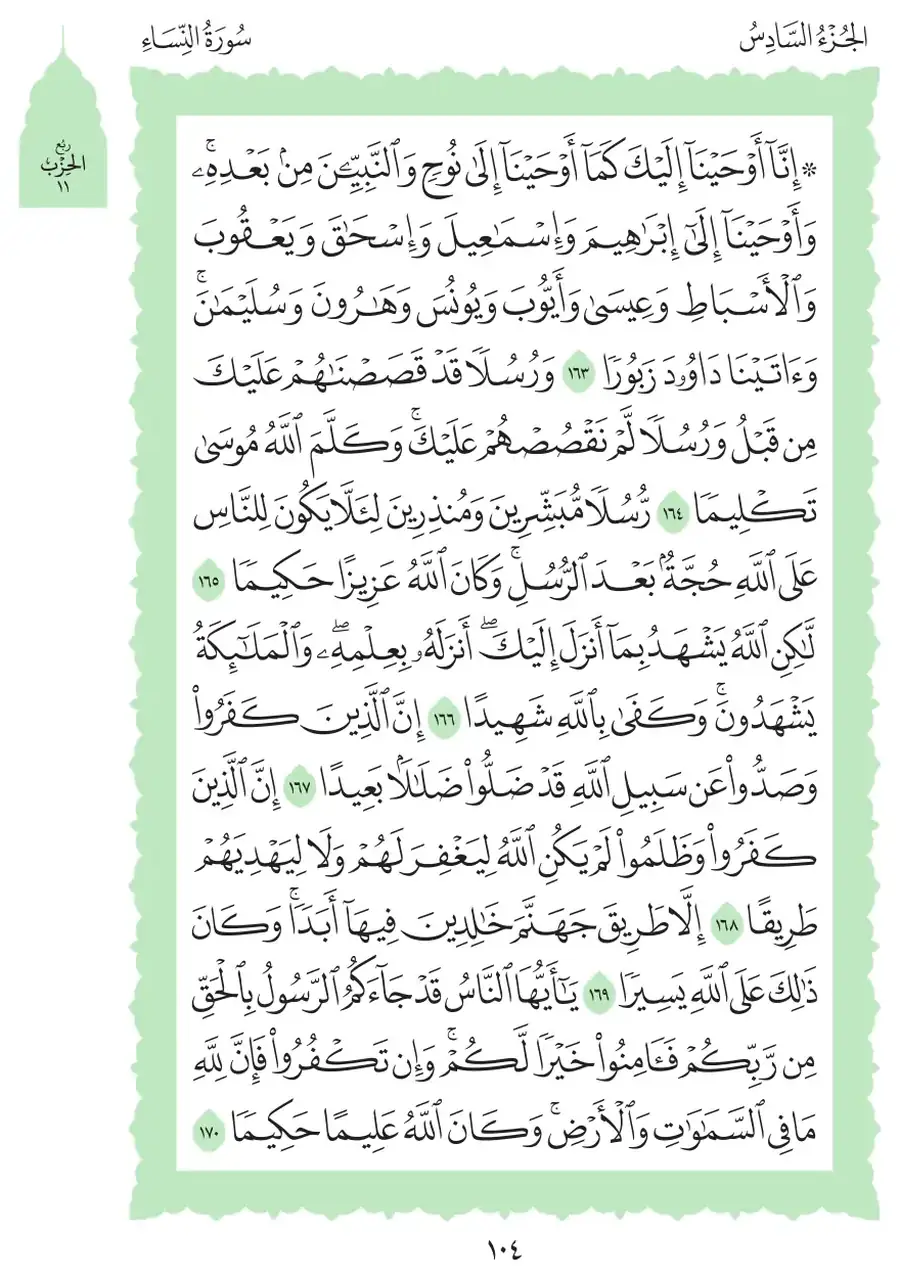 الجُزْءُ السَّادِسُ
سُورَةُ النِّسَاءِ
رُبْع
الحِزْب
١١
۞ إِنَّآ أَوْحَيْنَآ إِلَيْكَ كَمَآ أَوْحَيْنَآ إِلَىٰ نُوحٍ وَٱلنَّبِيِّـۧنَ مِنۢ بَعْدِهِۦۚ
وَأَوْحَيْنَآ إِلَىٰٓ إِبْرَٰهِيمَ وَإِسْمَٰعِيلَ وَإِسْحَٰقَ وَيَعْقُوبَ
وَٱلْأَسْبَاطِ وَعِيسَىٰ وَأَيُّوبَ وَيُونُسَ وَهَٰرُونَ وَسُلَيْمَٰنَۚ
وَءَاتَيْنَا دَاوُۥدَ زَبُورًا ١٦٣ وَرُسُلًا قَدْ قَصَصْنَٰهُمْ عَلَيْكَ
مِن قَبْلُ وَرُسُلًا لَّمْ نَقْصُصْهُمْ عَلَيْكَۚ وَكَلَّمَ ٱللَّهُ مُوسَىٰ
تَكْلِيمًا ١٦٤ رُّسُلًا مُّبَشِّرِينَ وَمُنذِرِينَ لِئَلَّا يَكُونَ لِلنَّاسِ
عَلَى ٱللَّهِ حُجَّةٌۢ بَعْدَ ٱلرُّسُلِۚ وَكَانَ ٱللَّهُ عَزِيزًا حَكِيمًا ١٦٥
لَّٰكِنِ ٱللَّهُ يَشْهَدُ بِمَآ أَنزَلَ إِلَيْكَۖ أَنزَلَهُۥ بِعِلْمِهِۦۖ وَٱلْمَلَٰٓئِكَةُ
يَشْهَدُونَۚ وَكَفَىٰ بِٱللَّهِ شَهِيدًا ١٦٦ إِنَّ ٱلَّذِينَ كَفَرُوا۟
وَصَدُّوا۟ عَن سَبِيلِ ٱللَّهِ قَدْ ضَلُّوا۟ ضَلَٰلًۢا بَعِيدًا ١٦٧ إِنَّ ٱلَّذِينَ
كَفَرُوا۟ وَظَلَمُوا۟ لَمْ يَكُنِ ٱللَّهُ لِيَغْفِرَ لَهُمْ وَلَا لِيَهْدِيَهُمْ
طَرِيقًا ١٦٨ إِلَّا طَرِيقَ جَهَنَّمَ خَٰلِدِينَ فِيهَآ أَبَدًاۚ وَكَانَ
ذَٰلِكَ عَلَى ٱللَّهِ يَسِيرًا ١٦٩ يَٰٓأَيُّهَا ٱلنَّاسُ قَدْ جَآءَكُمُ ٱلرَّسُولُ بِٱلْحَقِّ
مِن رَّبِّكُمْ فَـَٔامِنُوا۟ خَيْرًا لَّكُمْۚ وَإِن تَكْفُرُوا۟ فَإِنَّ لِلَّهِ
مَا فِى ٱلسَّمَٰوَٰتِ وَٱلْأَرْضِۚ وَكَانَ ٱللَّهُ عَلِيمًا حَكِيمًا ١٧٠
١٠٤